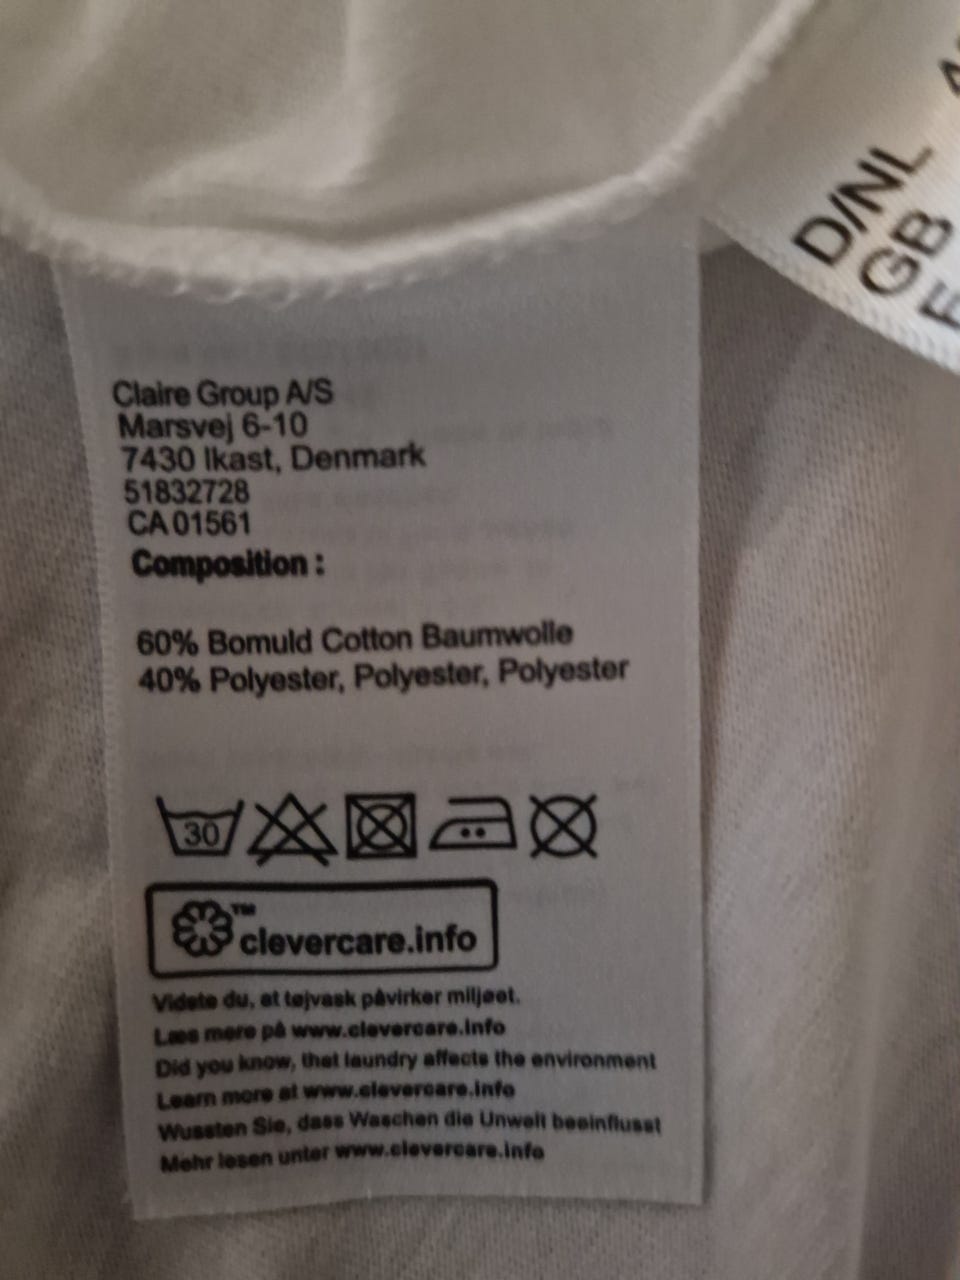 Claire Group A/S
Marsvej 6-10
7430 Ikast, Denmark
51832728
CA 01561
Composition :
60% Bomuld Cotton Baumwolle
40% Polyester, Polyester, Polyester
30
™
clevercare.info
Vidste du, at tøjvask påvirker miljøet.
Læs mere på www.clevercare.info
Did you know, that laundry affects the environment
Learn more at www.clevercare.info
Wussten Sie, dass Waschen die Unwelt beeinflusst
Mehr lesen unter www.clevercare.info
D/NL
GB